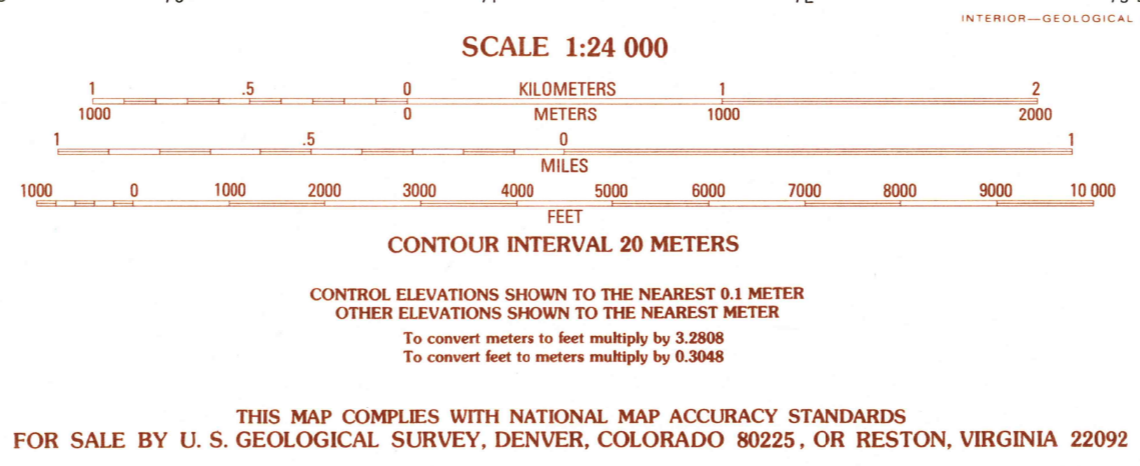 INTERIOR—GEOLOGICAL
SCALE 1:24 000
1 .5 0 KILOMETERS 1 2
1000 0 METERS 1000 2000
1 .5 0 1
MILES
1000 0 1000 2000 3000 4000 5000 6000 7000 8000 9000 10 000
FEET
CONTOUR INTERVAL 20 METERS
CONTROL ELEVATIONS SHOWN TO THE NEAREST 0.1 METER
OTHER ELEVATIONS SHOWN TO THE NEAREST METER
To convert meters to feet multiply by 3.2808
To convert feet to meters multiply by 0.3048
THIS MAP COMPLIES WITH NATIONAL MAP ACCURACY STANDARDS
FOR SALE BY U. S. GEOLOGICAL SURVEY, DENVER, COLORADO 80225, OR RESTON, VIRGINIA 22092